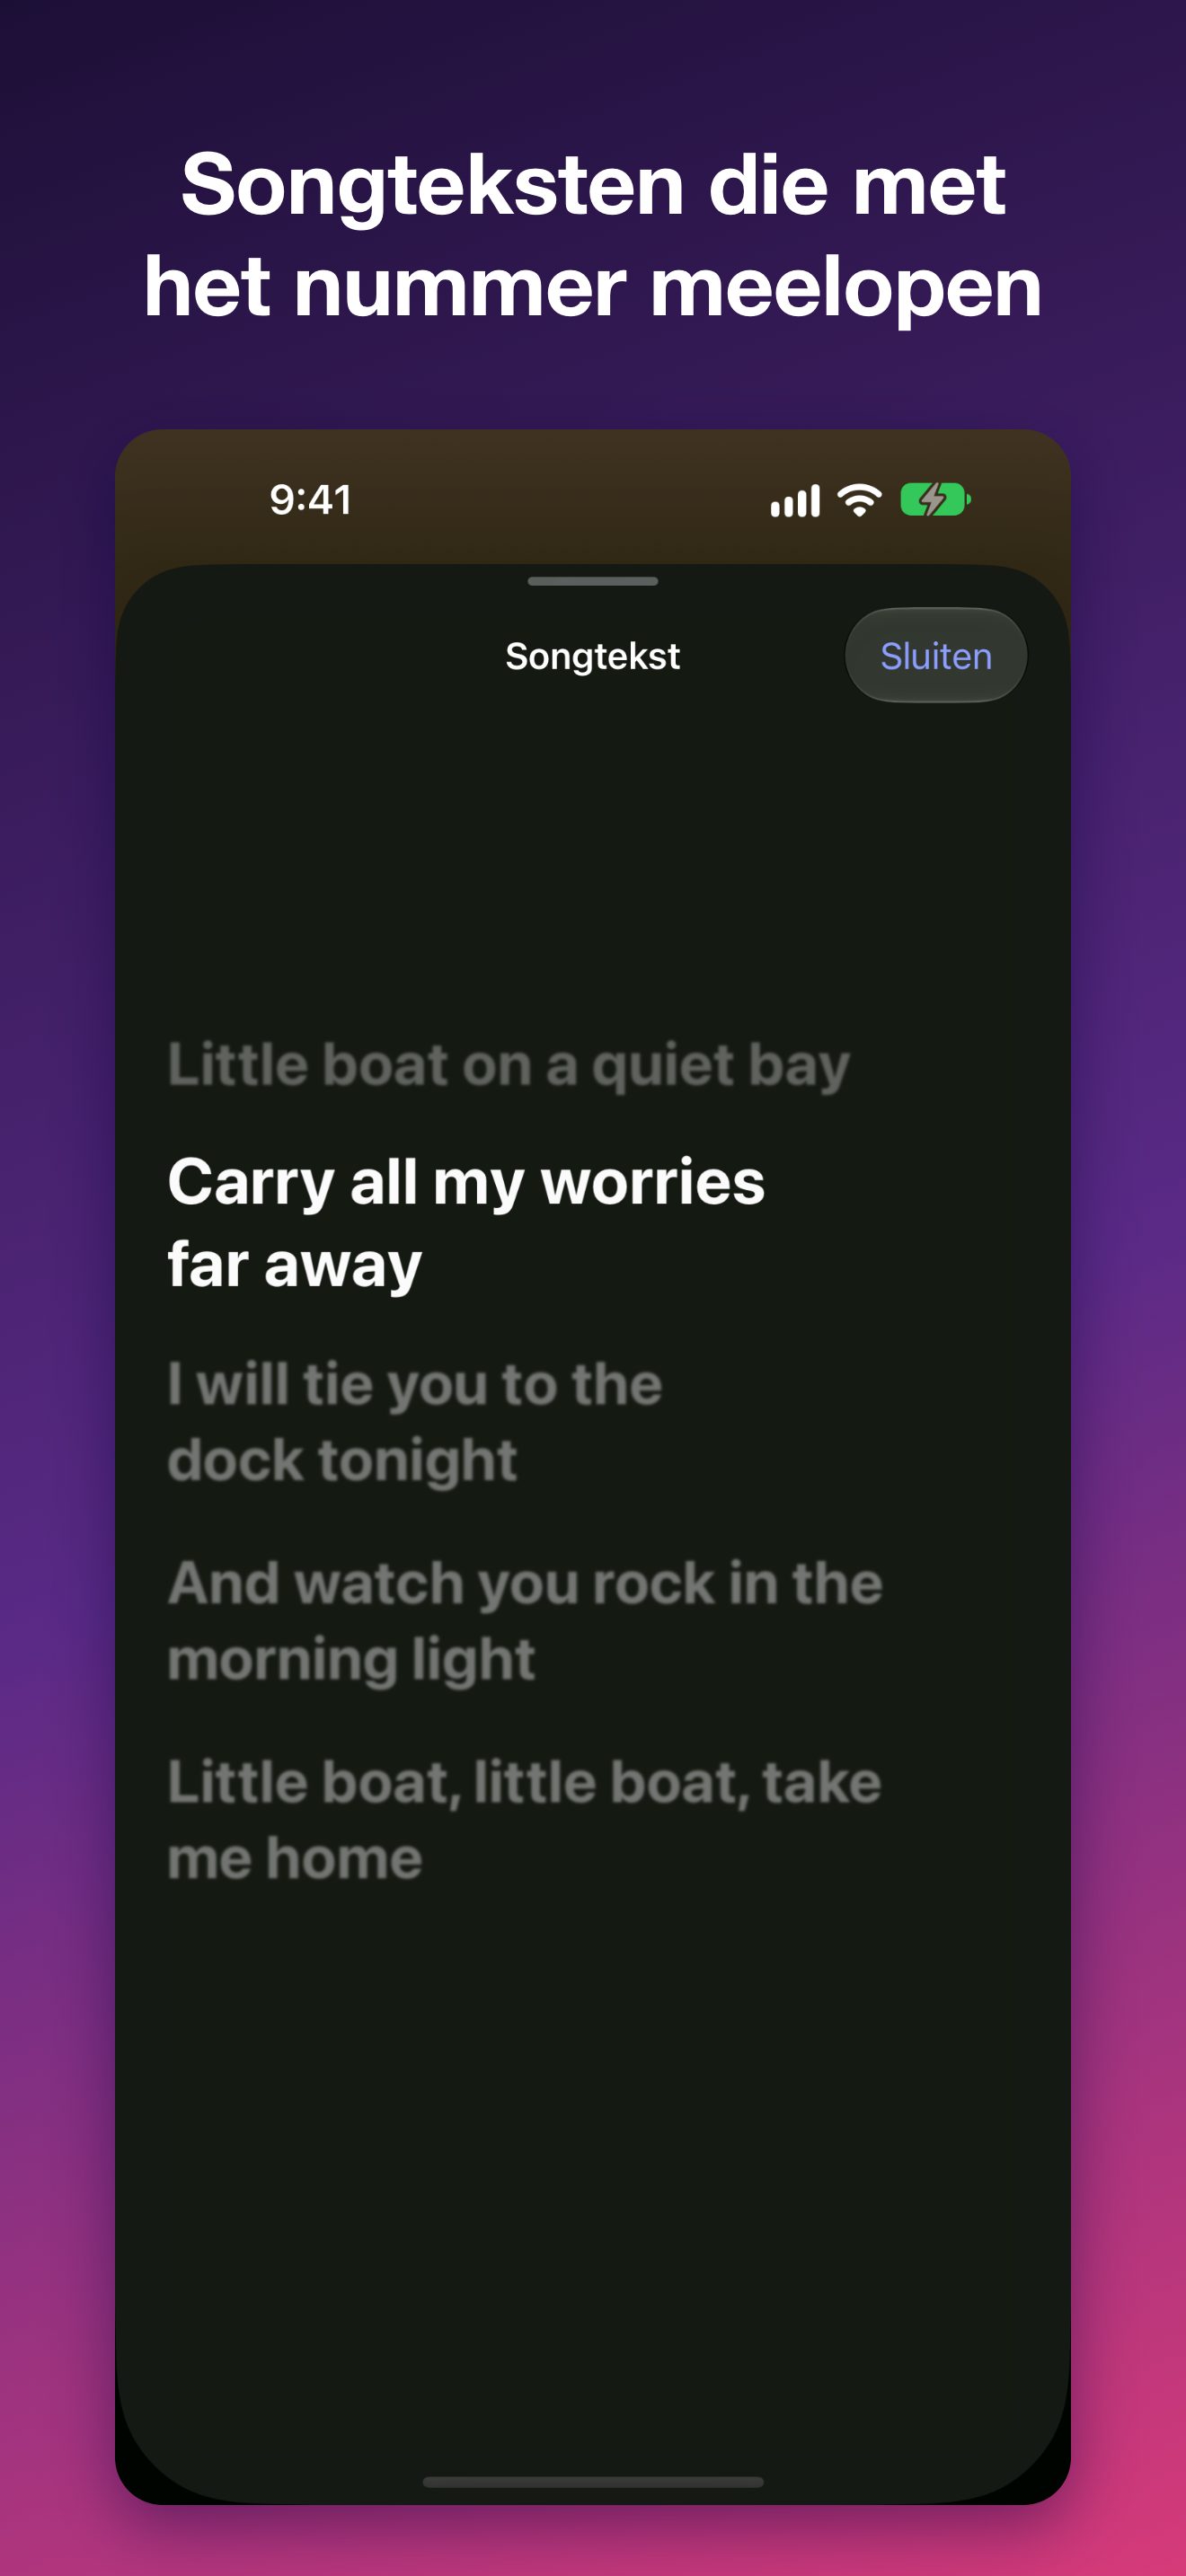 Songteksten die met
het nummer meelopen
9:41
Songtekst
Sluiten
Little boat on a quiet bay
Carry all my worries
far away
I will tie you to the
dock tonight
And watch you rock in the
morning light
Little boat, little boat, take
me home